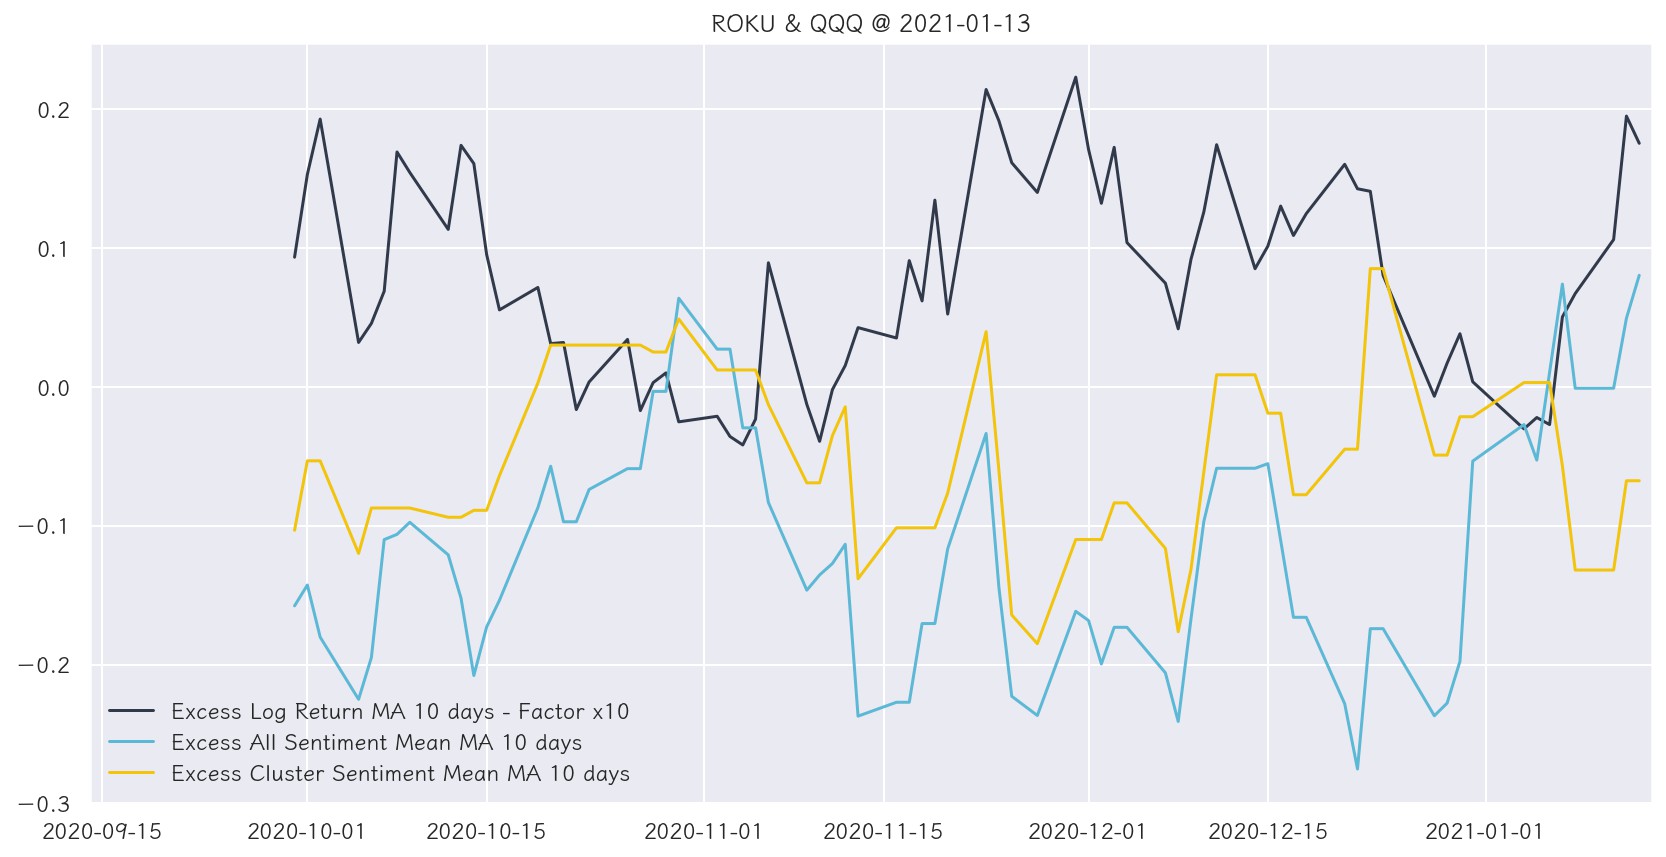 ROKU & QQQ @ 2021-01-13
0.2
0.1
0.0
−0.1
−0.2
−0.3
Excess Log Return MA 10 days - Factor x10
Excess All Sentiment Mean MA 10 days
Excess Cluster Sentiment Mean MA 10 days
2020-09-15 2020-10-01 2020-10-15 2020-11-01 2020-11-15 2020-12-01 2020-12-15 2021-01-01